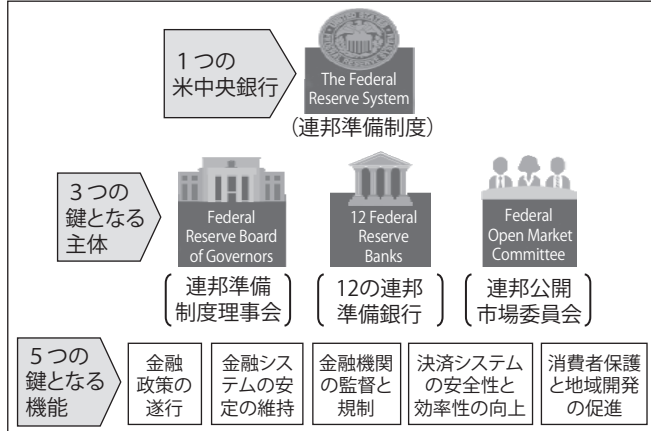 1つの
米中央銀行
The Federal
Reserve System
(連邦準備制度)
3つの
鍵となる
主体
Federal
Reserve Board
of Governors
12 Federal
Reserve
Banks
Federal
Open Market
Committee
連邦準備
制度理事会
12の連邦
準備銀行
連邦公開
市場委員会
5つの
鍵となる
機能
金融
政策の
遂行
金融シス
テムの安
定の維持
金融機関
の監督と
規制
決済システム
の安全性と
効率性の向上
消費者保護
と地域開発
の促進